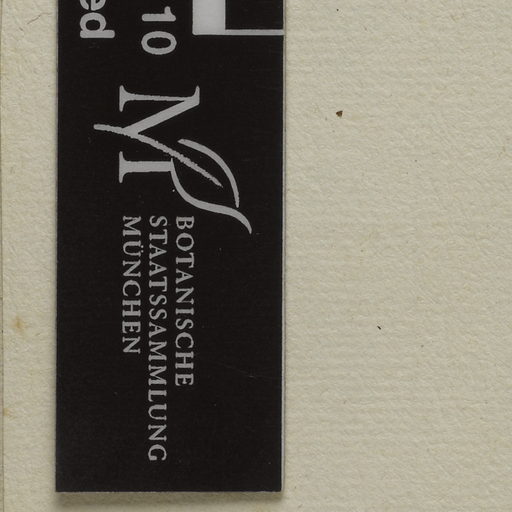 10
ed
BOTANISCHE
STAATSSAMMLUNG
MÜNCHEN